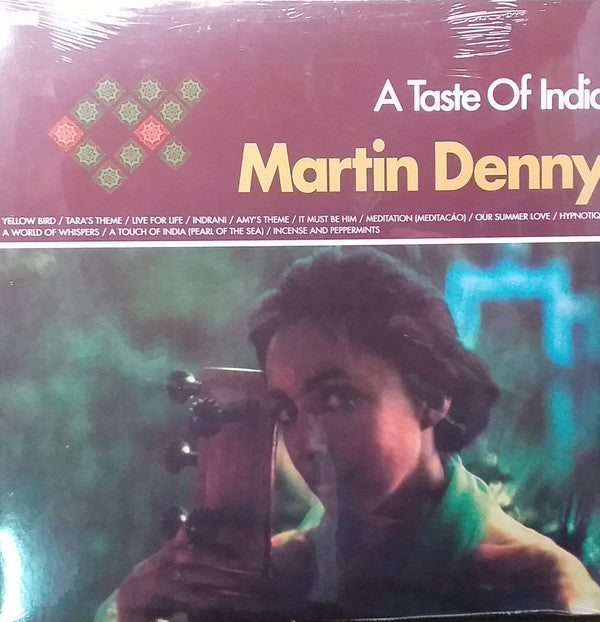 A Taste Of India
Martin Denny
YELLOW BIRD / TARA'S THEME / LIVE FOR LIFE / INDRANI / AMY'S THEME / IT MUST BE HIM / MEDITATION (MEDITACÁO) / OUR SUMMER LOVE / HYPNOTIQ
A WORLD OF WHISPERS / A TOUCH OF INDIA (PEARL OF THE SEA) / INCENSE AND PEPPERMINTS